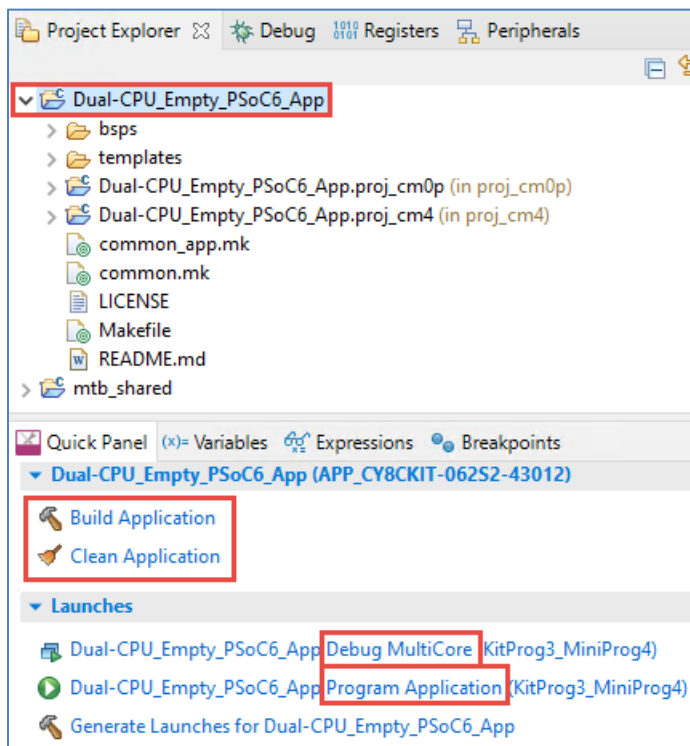 Project Explorer Debug 1010 0101 Registers Peripherals
Dual-CPU_Empty_PSoC6_App
bsps
templates
Dual-CPU_Empty_PSoC6_App.proj_cm0p (in proj_cm0p)
Dual-CPU_Empty_PSoC6_App.proj_cm4 (in proj_cm4)
common_app.mk
common.mk
LICENSE
Makefile
README.md
mtb_shared
Quick Panel (x)= Variables Expressions Breakpoints
Dual-CPU_Empty_PSoC6_App (APP_CY8CKIT-062S2-43012)
Build Application
Clean Application
Launches
Dual-CPU_Empty_PSoC6_App Debug MultiCore (KitProg3_MiniProg4)
Dual-CPU_Empty_PSoC6_App Program Application (KitProg3_MiniProg4)
Generate Launches for Dual-CPU_Empty_PSoC6_App